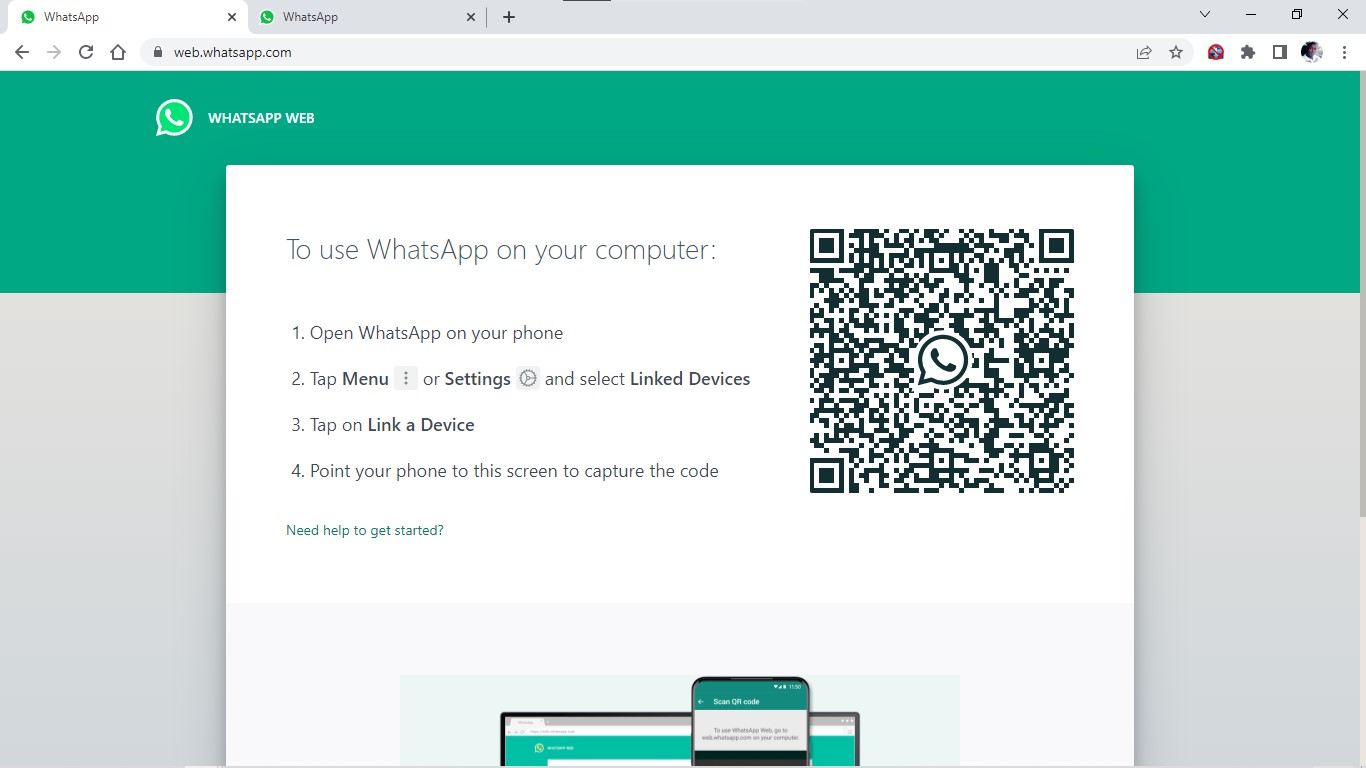 WhatsApp
WhatsApp
web.whatsapp.com
WHATSAPP WEB
To use WhatsApp on your computer:
1. Open WhatsApp on your phone
2. Tap Menu or Settings and select Linked Devices
3. Tap on Link a Device
4. Point your phone to this screen to capture the code
Need help to get started?
11:50
Scan QR code
To use WhatsApp Web, go to
web.whatsapp.com on your computer.
WhatsApp
WHATSAPP WEB